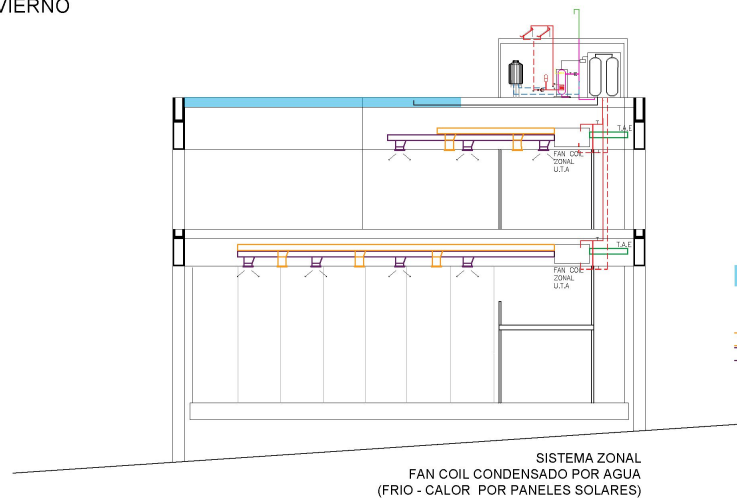 VIERNO
T.A.E
FAN COIL
ZONAL
U.T.A
T.A.E
FAN COIL
ZONAL
U.T.A
SISTEMA ZONAL
FAN COIL CONDENSADO POR AGUA
(FRIO - CALOR POR PANELES SOLARES)